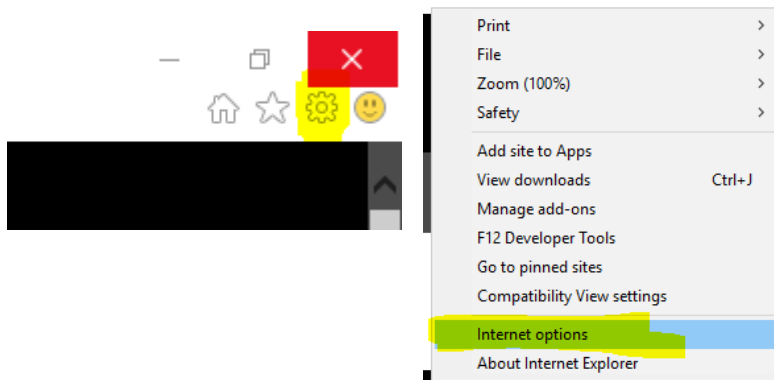 Print
File
Zoom (100%)
Safety
Add site to Apps
View downloads Ctrl+J
Manage add-ons
F12 Developer Tools
Go to pinned sites
Compatibility View settings
Internet options
About Internet Explorer